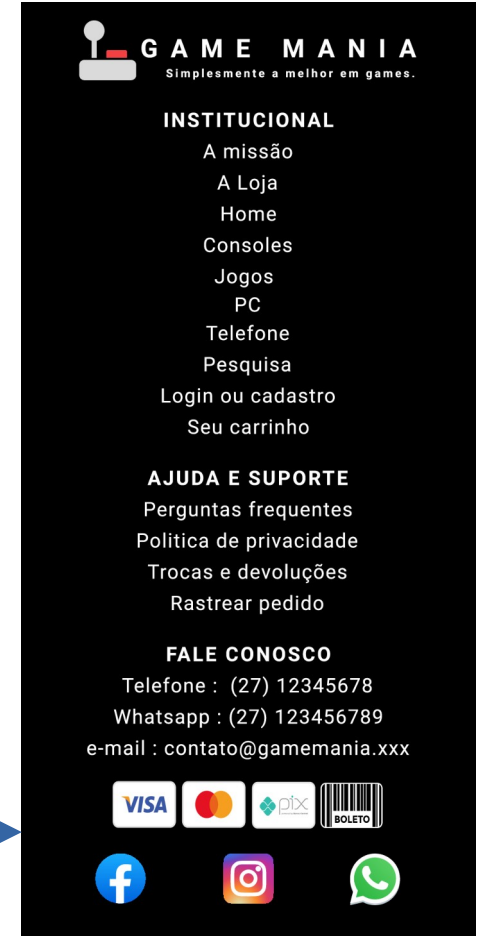 GAME MANIA
Simplesmente a melhor em games.
INSTITUCIONAL
A missão
A Loja
Home
Consoles
Jogos
PC
Telefone
Pesquisa
Login ou cadastro
Seu carrinho
AJUDA E SUPORTE
Perguntas frequentes
Politica de privacidade
Trocas e devoluções
Rastrear pedido
FALE CONOSCO
Telefone :  (27) 12345678
Whatsapp : (27) 123456789
e-mail : contato@gamemania.xxx
VISA pix BOLETO